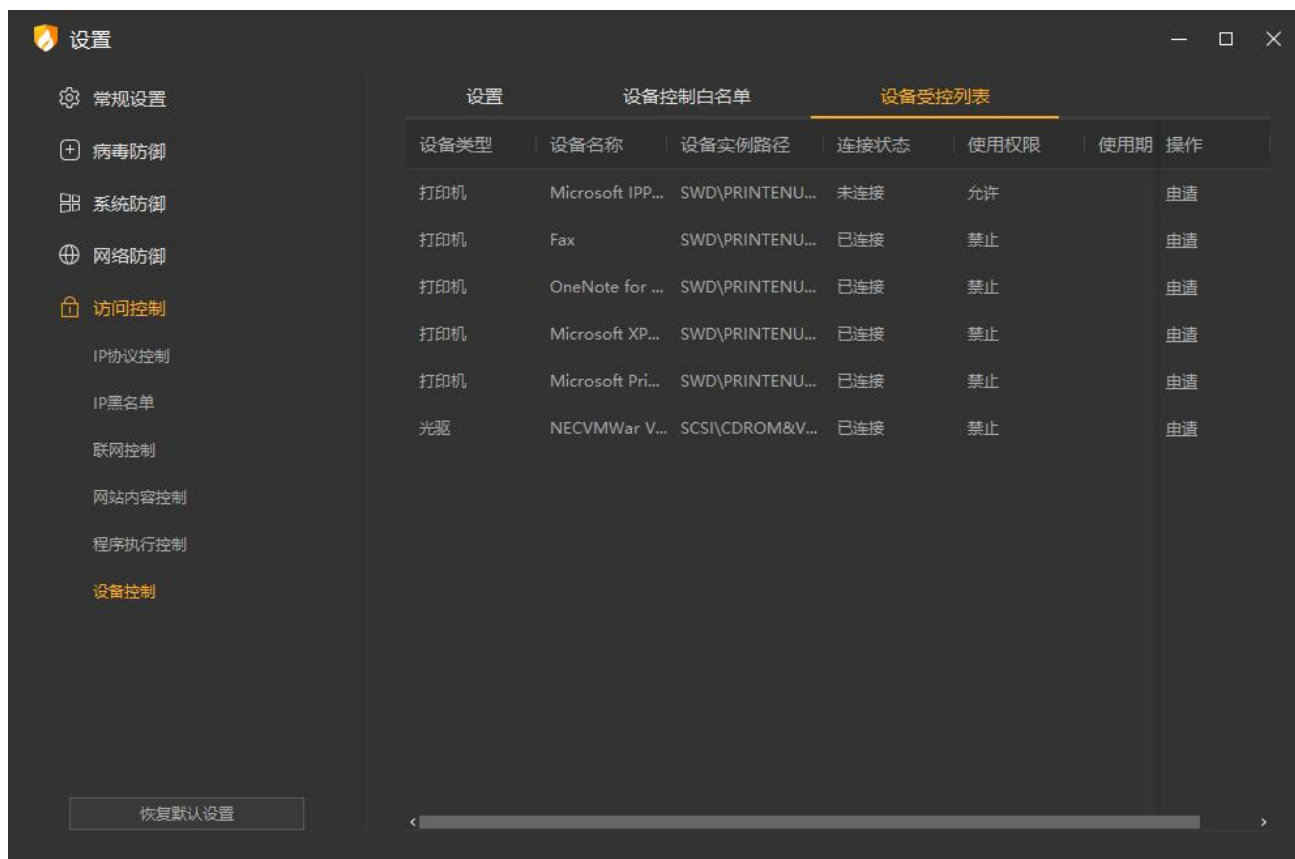 设置
常规设置
病毒防御
系统防御
网络防御
访问控制
IP协议控制
IP黑名单
联网控制
网站内容控制
程序执行控制
设备控制
恢复默认设置
设置 设备控制白名单 设备受控列表
设备类型 设备名称 设备实例路径 连接状态 使用权限 使用期 操作
打印机 Microsoft IPP... SWD\PRINTENU... 未连接 允许 申请
打印机 Fax SWD\PRINTENU... 已连接 禁止 申请
打印机 OneNote for ... SWD\PRINTENU... 已连接 禁止 申请
打印机 Microsoft XP... SWD\PRINTENU... 已连接 禁止 申请
打印机 Microsoft Pri... SWD\PRINTENU... 已连接 禁止 申请
光驱 NECVMWar V... SCSI\CDROM&V... 已连接 禁止 申请